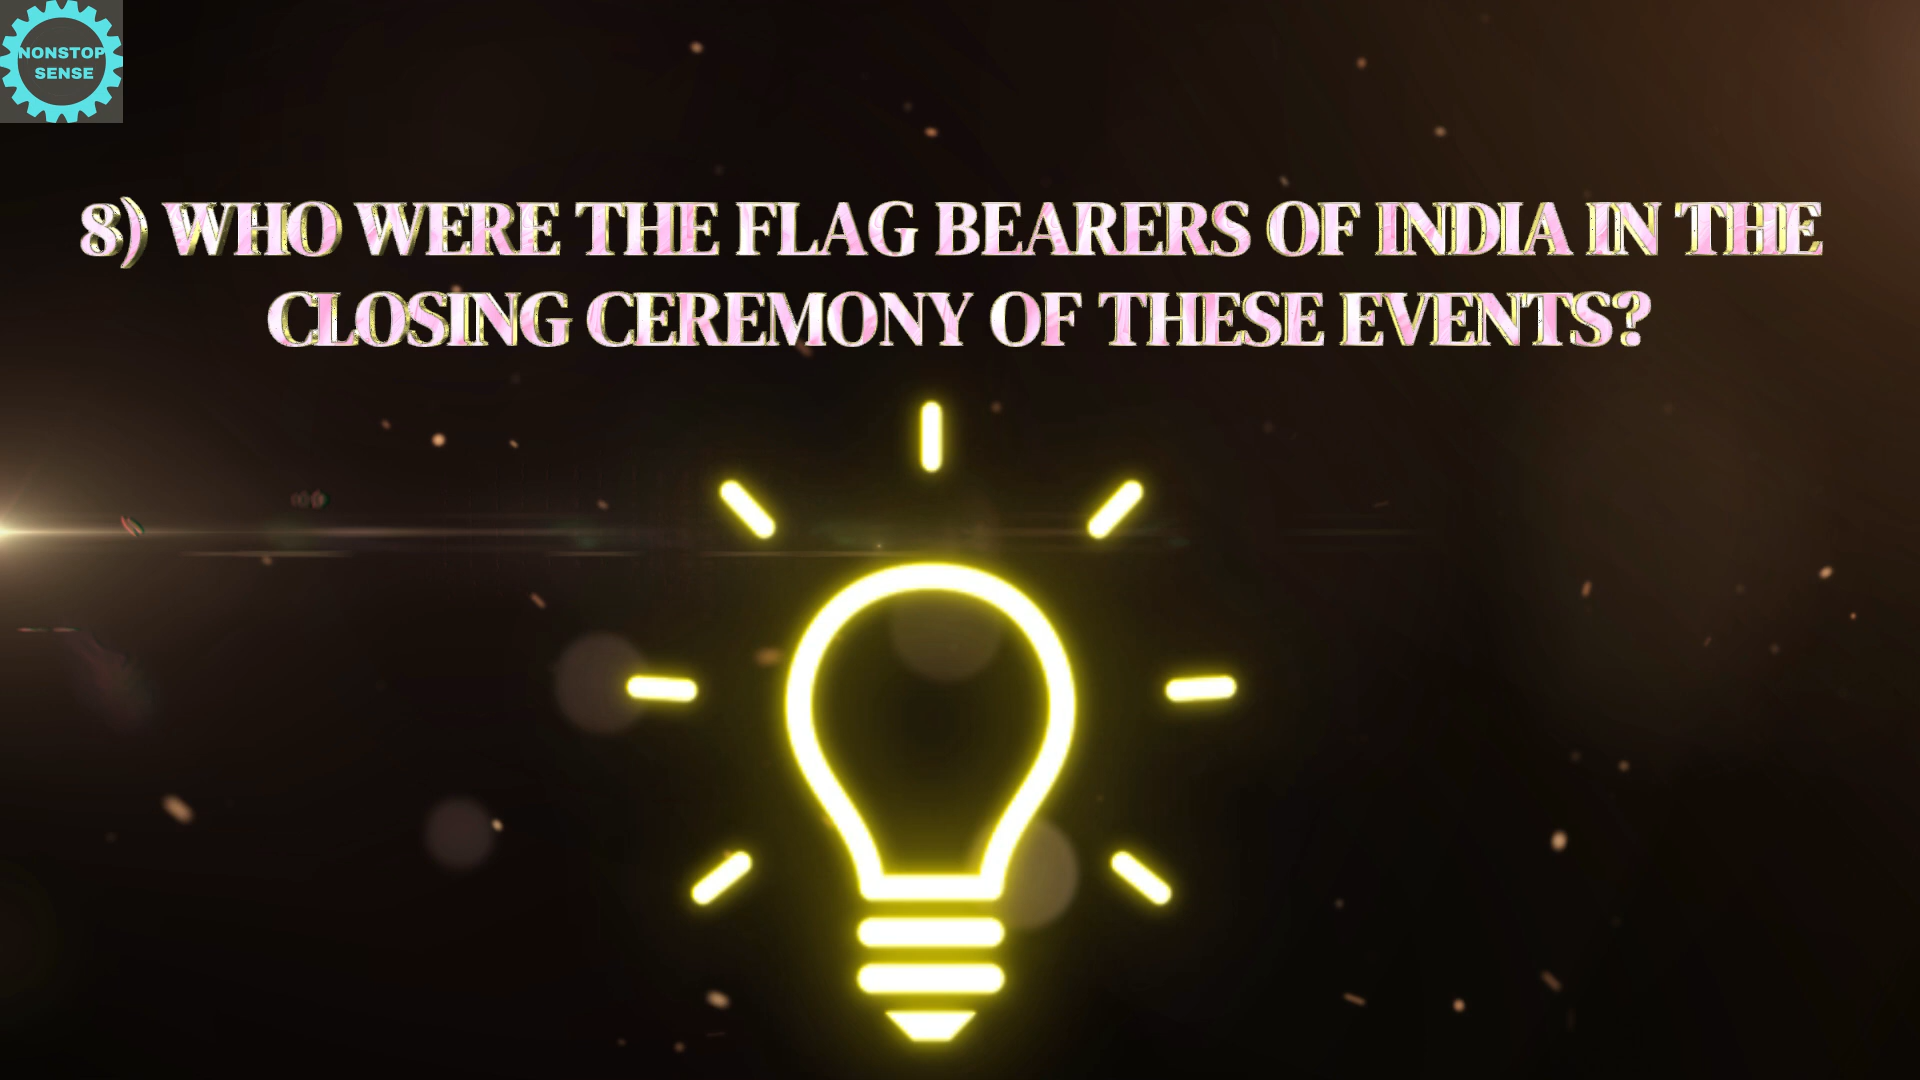 NONSTOP
SENSE
8) WHO WERE THE FLAG BEARERS OF INDIA IN THE
CLOSING CEREMONY OF THESE EVENTS?